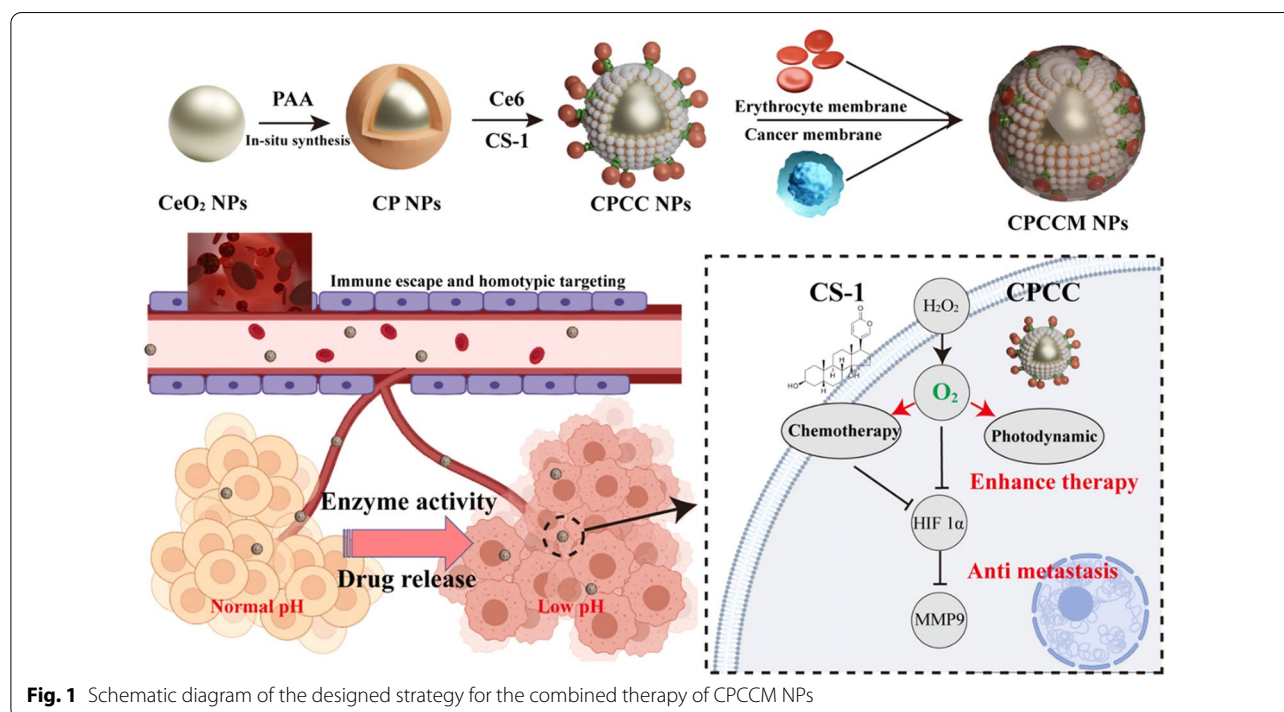 PAA
In-situ synthesis
Ce6
CS-1
Erythrocyte membrane
Cancer membrane
CeO₂ NPs
CP NPs
CPCC NPs
CPCCM NPs
Immune escape and homotypic targeting
Enzyme activity
Drug release
Normal pH
Low pH
CS-1
O
O
OH
HO
H
H
H
CPCC
H₂O₂
O₂
Chemotherapy
Photodynamic
Enhance therapy
HIF 1α
Anti metastasis
MMP9
Fig. 1 Schematic diagram of the designed strategy for the combined therapy of CPCCM NPs